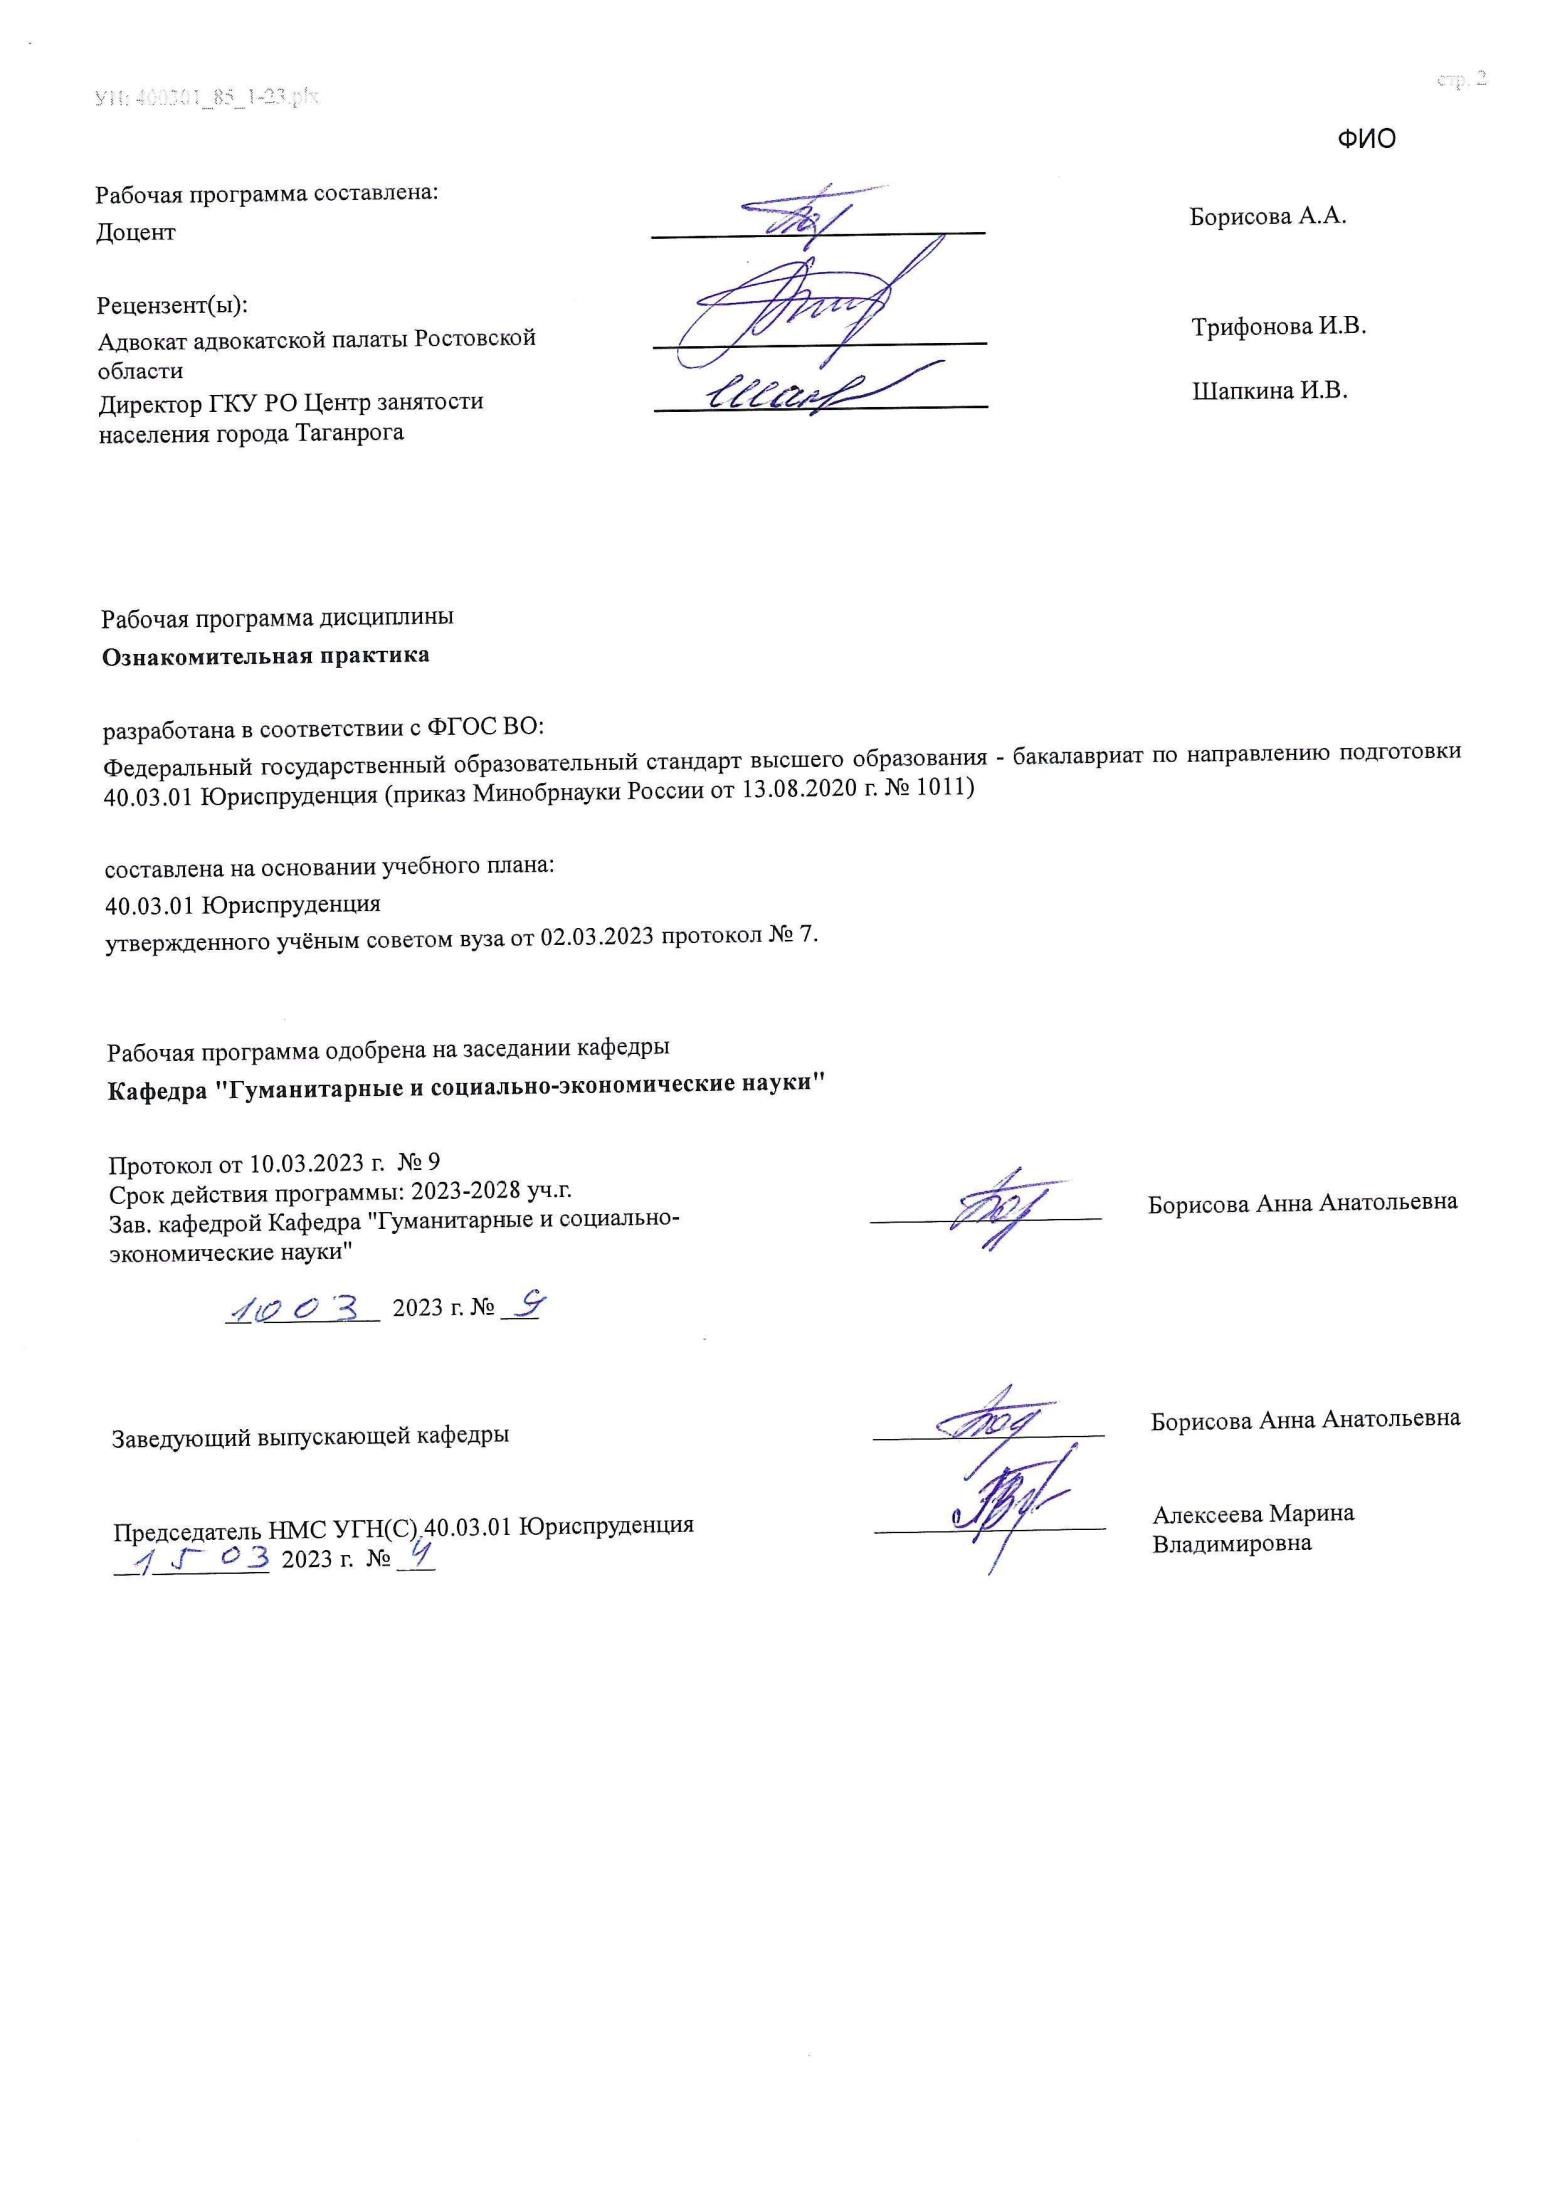 УП: 400301_85_1-23.plx
стр. 2
ФИО
Рабочая программа составлена:
Доцент
Борисова А.А.
Рецензент(ы):
Адвокат адвокатской палаты Ростовской
области
Трифонова И.В.
Директор ГКУ РО Центр занятости
населения города Таганрога
Шапкина И.В.
Рабочая программа дисциплины
Ознакомительная практика
разработана в соответствии с ФГОС ВО:
Федеральный государственный образовательный стандарт высшего образования - бакалавриат по направлению подготовки
40.03.01 Юриспруденция (приказ Минобрнауки России от 13.08.2020 г. № 1011)
составлена на основании учебного плана:
40.03.01 Юриспруденция
утвержденного учёным советом вуза от 02.03.2023 протокол № 7.
Рабочая программа одобрена на заседании кафедры
Кафедра "Гуманитарные и социально-экономические науки"
Протокол от 10.03.2023 г. № 9
Срок действия программы: 2023-2028 уч.г.
Зав. кафедрой Кафедра "Гуманитарные и социально-
экономические науки"
Борисова Анна Анатольевна
10 03 2023 г. № 9
Заведующий выпускающей кафедры
Борисова Анна Анатольевна
Председатель НМС УГН(С) 40.03.01 Юриспруденция
Алексеева Марина
Владимировна
15 03 2023 г. № 4